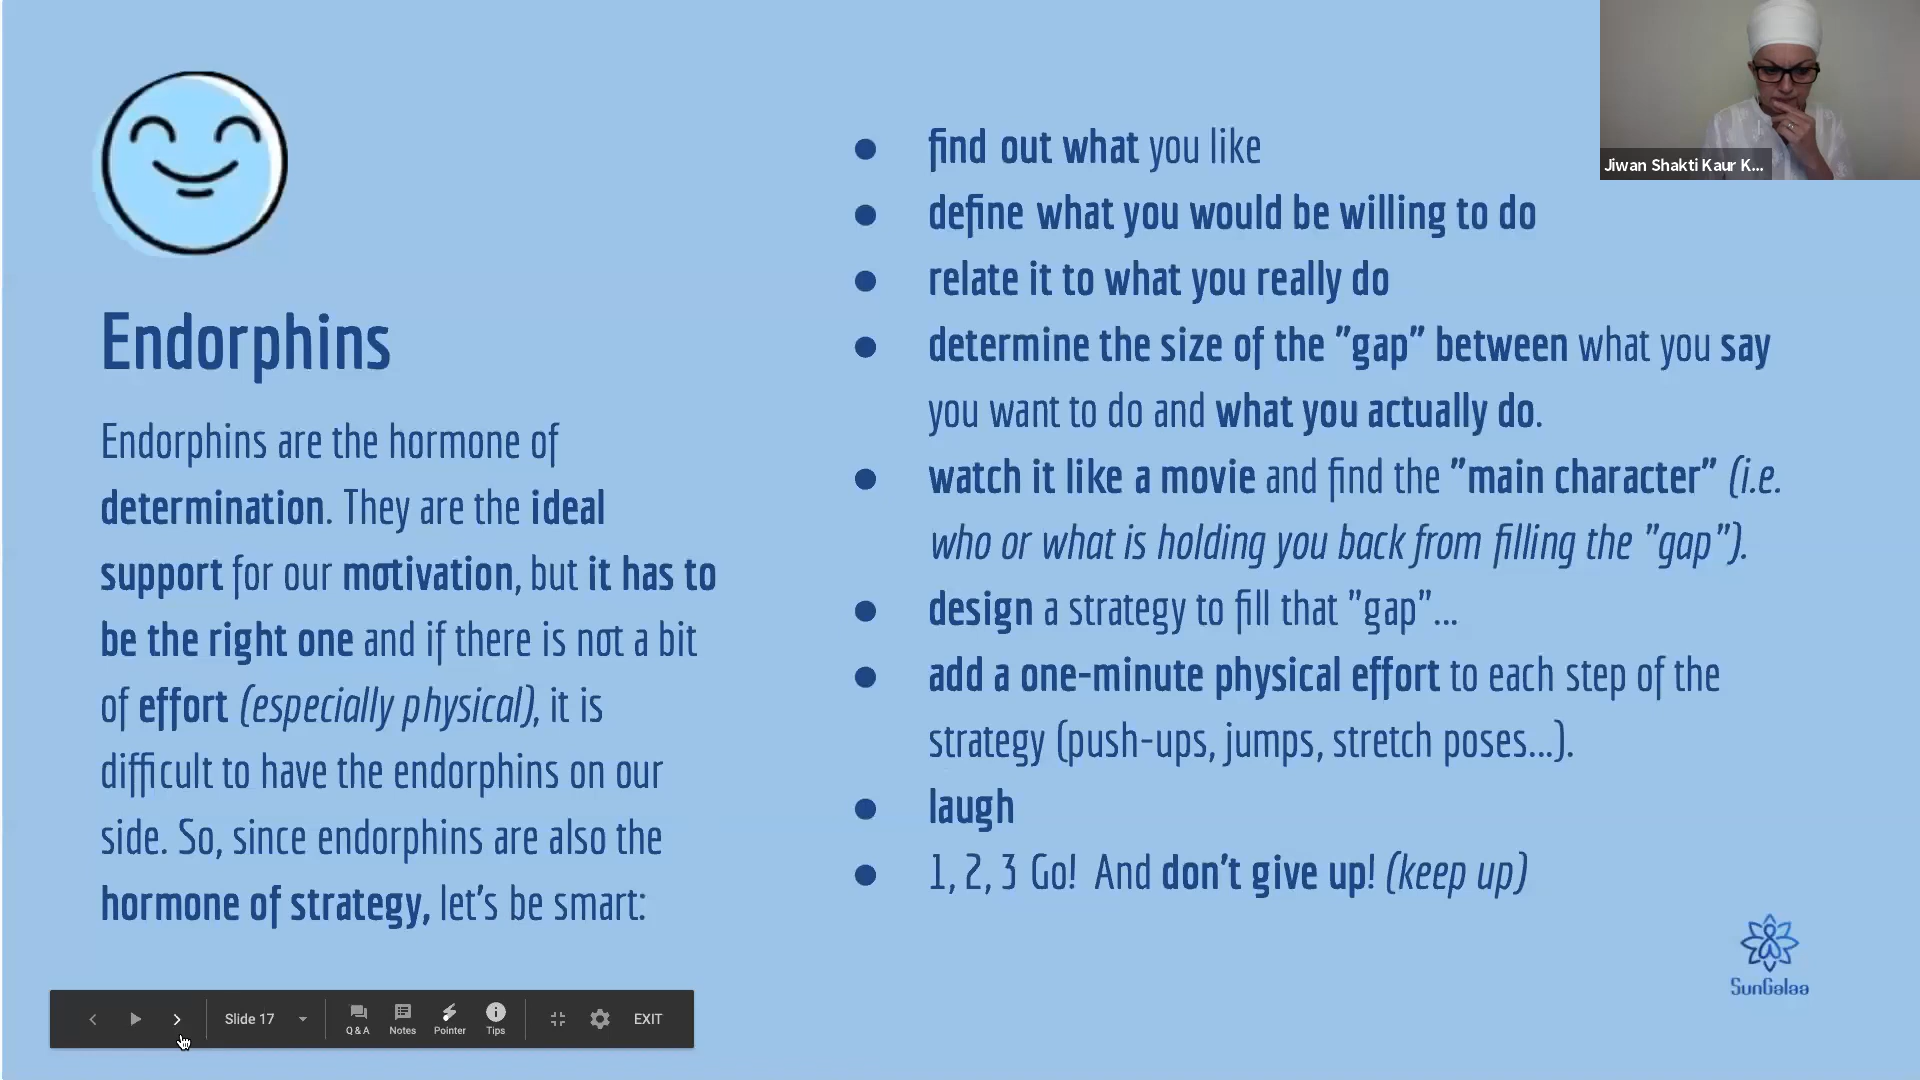 Jiwan Shakti Kaur K...
Endorphins
Endorphins are the hormone of
determination. They are the ideal
support for our motivation, but it has to
be the right one and if there is not a bit
of effort (especially physical), it is
difficult to have the endorphins on our
side. So, since endorphins are also the
hormone of strategy, let's be smart:
● find out what you like
● define what you would be willing to do
● relate it to what you really do
● determine the size of the "gap" between what you say
you want to do and what you actually do.
● watch it like a movie and find the "main character" (i.e.
who or what is holding you back from filling the "gap").
● design a strategy to fill that "gap"...
● add a one-minute physical effort to each step of the
strategy (push-ups, jumps, stretch poses...).
● laugh
● 1, 2, 3 Go! And don't give up! (keep up)
SunGalaa
Slide 17
Q & A
Notes
Pointer
Tips
EXIT